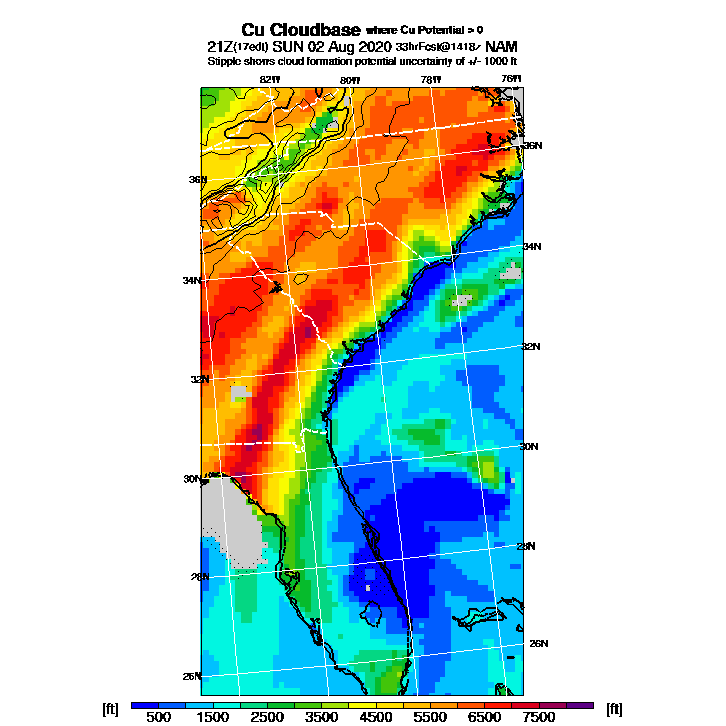 Cu Cloudbase where Cu Potential > 0
21Z(17edt) SUN 02 Aug 2020 33hrFcst@1418z NAM
Stipple shows cloud formation potential uncertainty of +/- 1000 ft
82W 80W 78W 76W
36N
36N
34N
34N
32N
32N
30N
30N
28N
28N
26N
26N
[ft] 500 1500 2500 3500 4500 5500 6500 7500 [ft]